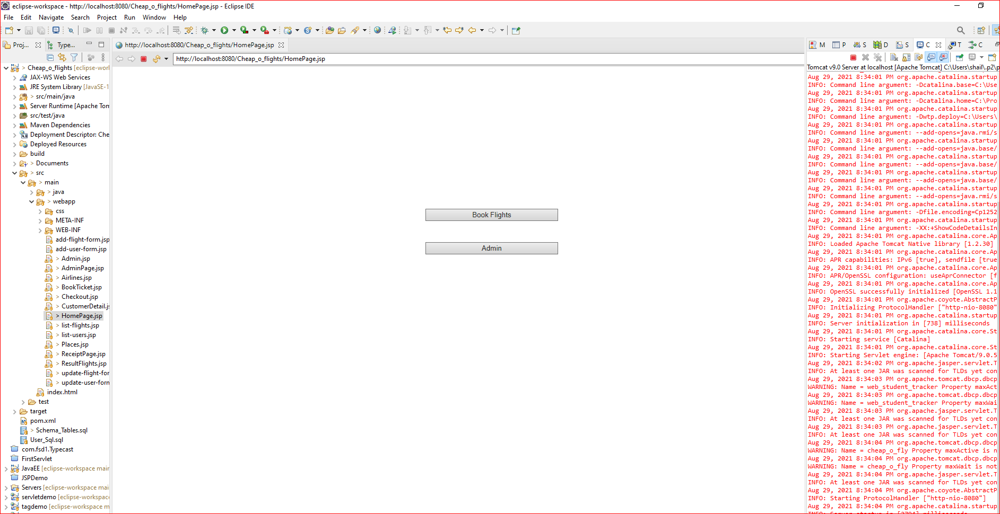 eclipse-workspace - http://localhost:8080/Cheap_o_flights/HomePage.jsp - Eclipse IDE
File Edit Navigate Search Project Run Window Help
Proj... Type...
http://localhost:8080/Cheap_o_flights/HomePage.jsp
M P S D S C T C
http://localhost:8080/Cheap_o_flights/HomePage.jsp
> Cheap_o_flights [eclipse-worl
JAX-WS Web Services
JRE System Library [JavaSE-1
> src/main/java
Server Runtime [Apache Tom
src/test/java
Maven Dependencies
Deployment Descriptor: Che
Deployed Resources
build
> Documents
> src
> main
> java
> webapp
css
META-INF
WEB-INF
add-flight-form.jsp
add-user-form.jsp
> Admin.jsp
> AdminPage.jsp
> Airlines.jsp
> BookTicket.jsp
> Checkout.jsp
> CustomerDetail.js
> HomePage.jsp
> list-flights.jsp
> list-users.jsp
> Places.jsp
> ReceiptPage.jsp
> ResultFlights.jsp
> update-flight-for
> update-user-form
index.html
test
target
pom.xml
> Schema_Tables.sql
User_Sql.sql
com.fsd1.Typecast
FirstServlet
JavaEE [eclipse-workspace main
JSPDemo
Servers [eclipse-workspace mai
servletdemo [eclipse-workspace
tagdemo [eclipse-workspace m
Book Flights
Admin
Tomcat v9.0 Server at localhost [Apache Tomcat] C:\Users\shail\.p2\p
Aug 29, 2021 8:34:01 PM org.apache.catalina.startup
INFO: Command line argument: -Dcatalina.base=C:\Use
Aug 29, 2021 8:34:01 PM org.apache.catalina.startup
INFO: Command line argument: -Dcatalina.home=C:\Pro
Aug 29, 2021 8:34:01 PM org.apache.catalina.startup
INFO: Command line argument: -Dwtp.deploy=C:\Users\
Aug 29, 2021 8:34:01 PM org.apache.catalina.startup
INFO: Command line argument: --add-opens=java.rmi/s
Aug 29, 2021 8:34:01 PM org.apache.catalina.startup
INFO: Command line argument: --add-opens=java.base/
Aug 29, 2021 8:34:01 PM org.apache.catalina.startup
INFO: Command line argument: --add-opens=java.base/
Aug 29, 2021 8:34:01 PM org.apache.catalina.startup
INFO: Command line argument: --add-opens=java.base/
Aug 29, 2021 8:34:01 PM org.apache.catalina.startup
INFO: Command line argument: --add-opens=java.rmi/s
Aug 29, 2021 8:34:01 PM org.apache.catalina.startup
INFO: Command line argument: -Dfile.encoding=Cp1252
Aug 29, 2021 8:34:01 PM org.apache.catalina.startup
INFO: Command line argument: -XX:+ShowCodeDetailsIn
Aug 29, 2021 8:34:01 PM org.apache.catalina.core.Ap
INFO: Loaded Apache Tomcat Native library [1.2.30]
Aug 29, 2021 8:34:01 PM org.apache.catalina.core.Ap
INFO: APR capabilities: IPv6 [true], sendfile [true
Aug 29, 2021 8:34:01 PM org.apache.catalina.core.Ap
INFO: APR/OpenSSL configuration: useAprConnector [f
Aug 29, 2021 8:34:01 PM org.apache.catalina.core.Ap
INFO: OpenSSL successfully initialized [OpenSSL 1.1
Aug 29, 2021 8:34:01 PM org.apache.coyote.AbstractP
INFO: Initializing ProtocolHandler ["http-nio-8080"
Aug 29, 2021 8:34:01 PM org.apache.catalina.startup
INFO: Server initialization in [738] milliseconds
Aug 29, 2021 8:34:01 PM org.apache.catalina.core.St
INFO: Starting service [Catalina]
Aug 29, 2021 8:34:01 PM org.apache.catalina.core.St
INFO: Starting Servlet engine: [Apache Tomcat/9.0.5
Aug 29, 2021 8:34:02 PM org.apache.jasper.servlet.T
INFO: At least one JAR was scanned for TLDs yet con
Aug 29, 2021 8:34:03 PM org.apache.tomcat.dbcp.dbcp
WARNING: Name = web_student_tracker Property maxAct
Aug 29, 2021 8:34:03 PM org.apache.tomcat.dbcp.dbcp
WARNING: Name = web_student_tracker Property maxWai
Aug 29, 2021 8:34:03 PM org.apache.jasper.servlet.T
INFO: At least one JAR was scanned for TLDs yet con
Aug 29, 2021 8:34:03 PM org.apache.jasper.servlet.T
INFO: At least one JAR was scanned for TLDs yet con
Aug 29, 2021 8:34:04 PM org.apache.tomcat.dbcp.dbcp
WARNING: Name = cheap_o_fly Property maxActive is n
Aug 29, 2021 8:34:04 PM org.apache.tomcat.dbcp.dbcp
WARNING: Name = cheap_o_fly Property maxWait is not
Aug 29, 2021 8:34:04 PM org.apache.jasper.servlet.T
INFO: At least one JAR was scanned for TLDs yet con
Aug 29, 2021 8:34:04 PM org.apache.coyote.AbstractP
INFO: Starting ProtocolHandler ["http-nio-8080"]
Aug 29, 2021 8:34:04 PM org.apache.catalina.startup